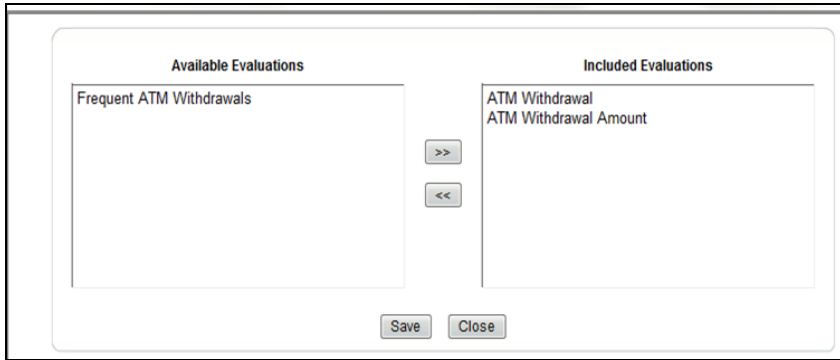 Available Evaluations
Included Evaluations
Frequent ATM Withdrawals
ATM Withdrawal
ATM Withdrawal Amount
>>
<<
Save
Close